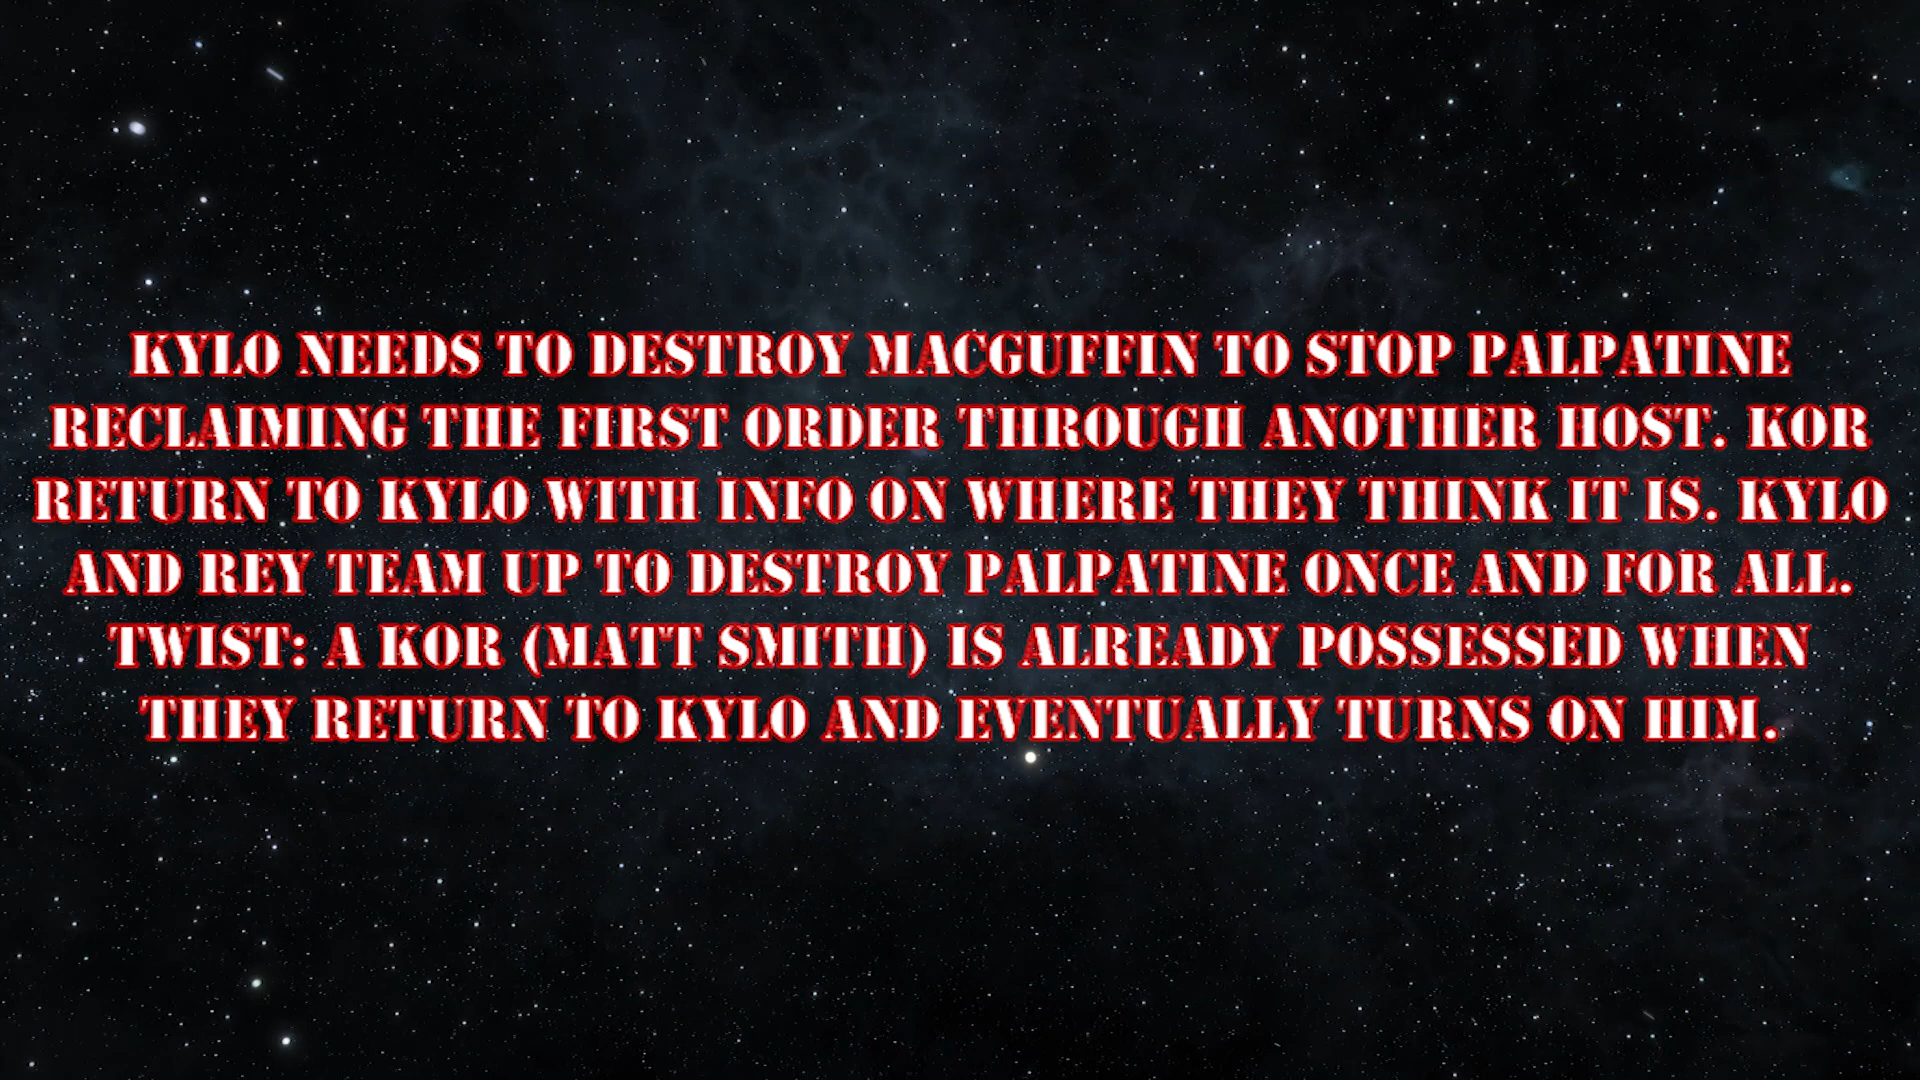 KYLO NEEDS TO DESTROY MACGUFFIN TO STOP PALPATINE
RECLAIMING THE FIRST ORDER THROUGH ANOTHER HOST. KOR
RETURN TO KYLO WITH INFO ON WHERE THEY THINK IT IS. KYLO
AND REY TEAM UP TO DESTROY PALPATINE ONCE AND FOR ALL.
TWIST: A KOR (MATT SMITH) IS ALREADY POSSESSED WHEN
THEY RETURN TO KYLO AND EVENTUALLY TURNS ON HIM.